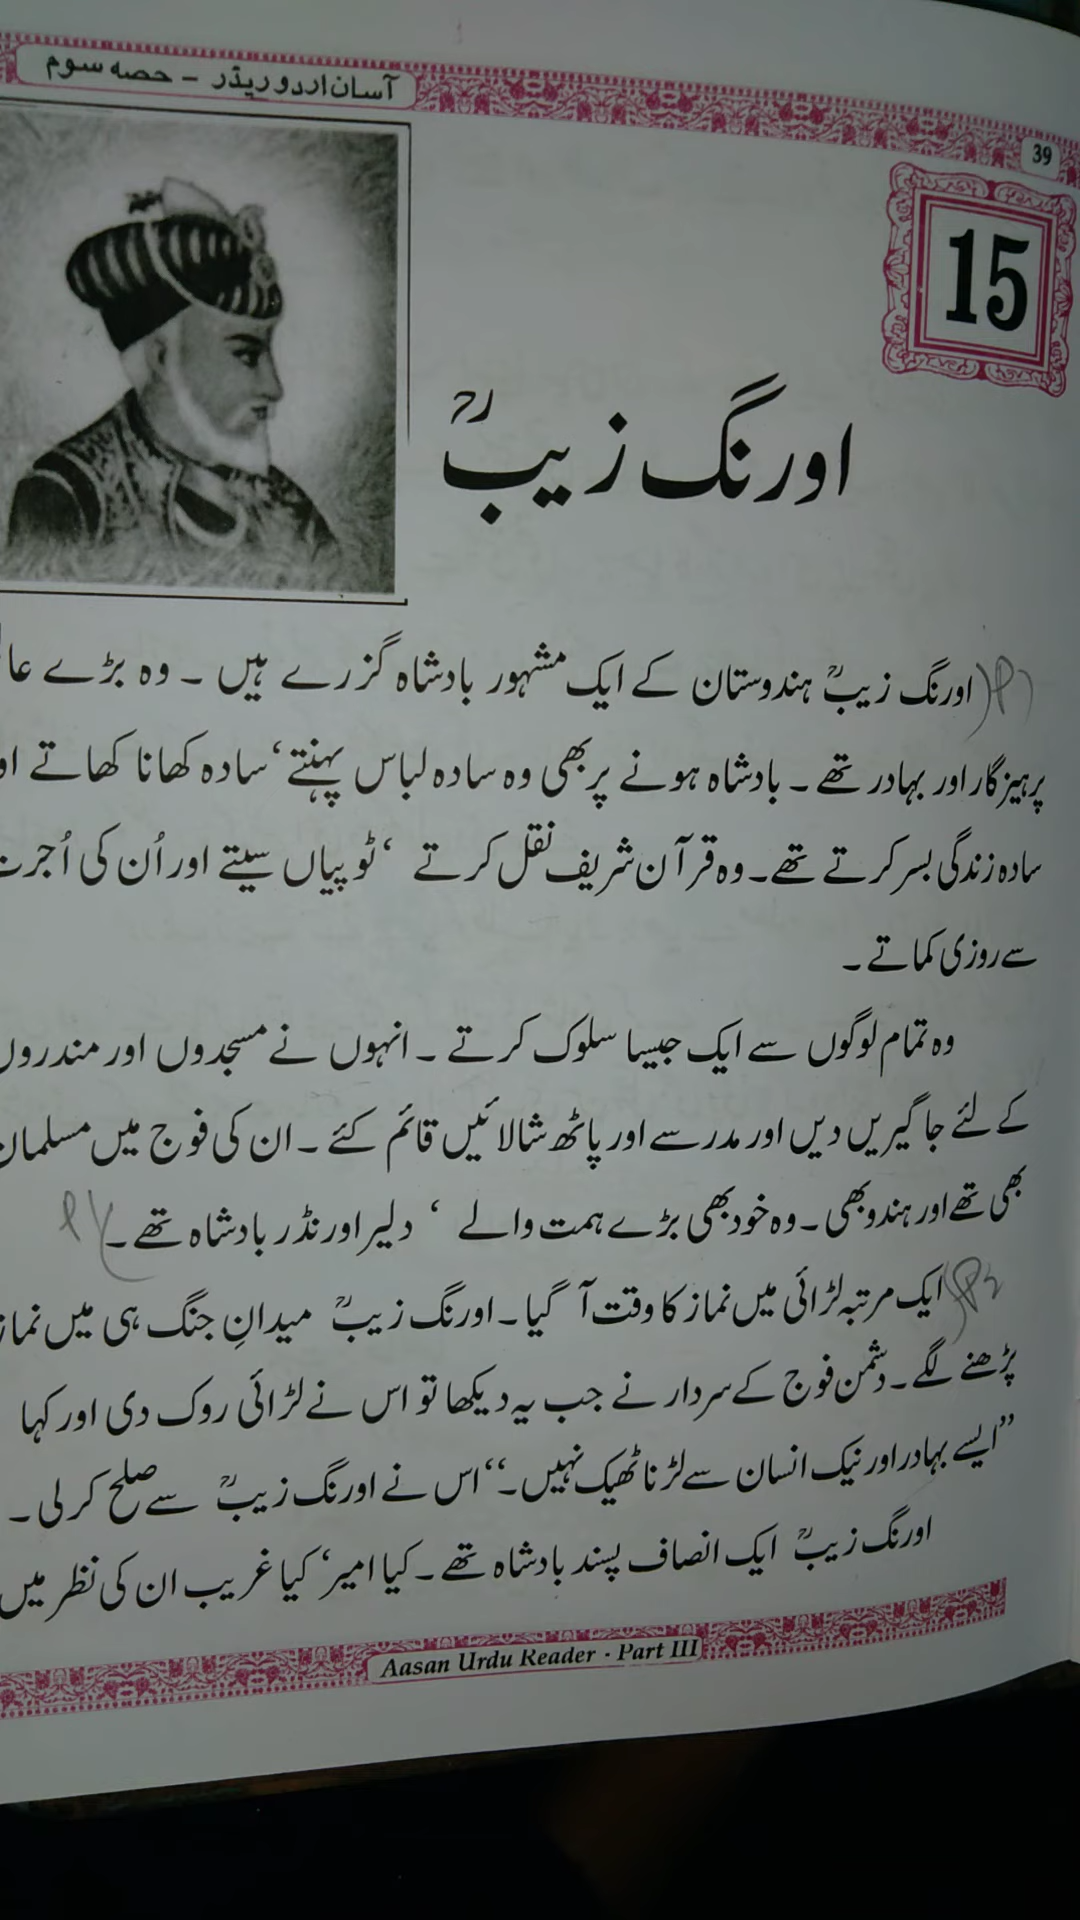 آسان اردو ریڈر - حصہ سوم
39
15
اورنگ زیبؒ
اورنگ زیبؒ ہندوستان کے ایک مشہور بادشاہ گزرے ہیں ۔ وہ بڑے
پرہیزگار اور بہادر تھے ۔ بادشاہ ہونے پر بھی وہ سادہ لباس پہنتے ‘ سادہ کھانا کھاتے
سادہ زندگی بسر کرتے تھے ۔ وہ قرآن شریف نقل کرتے ‘ ٹوپیاں سیتے اور اُن کی اُجرت
سے روزی کماتے ۔
وہ تمام لوگوں سے ایک جیسا سلوک کرتے ۔ انہوں نے مسجدوں اور مندروں
کے لئے جاگیریں دیں اور مدرسے اور پاٹھ شالائیں قائم کئے ۔ ان کی فوج میں مسلمان
بھی تھے اور ہندو بھی ۔ وہ خود بھی بڑے ہمت والے ‘ دلیر اور نڈر بادشاہ تھے ۔
ایک مرتبہ لڑائی میں نماز کا وقت آ گیا ۔ اورنگ زیبؒ میدانِ جنگ ہی میں نماز
پڑھنے لگے ۔ دشمن فوج کے سردار نے جب یہ دیکھا تو اس نے لڑائی روک دی اور کہا
”ایسے بہادر اور نیک انسان سے لڑنا ٹھیک نہیں ۔“ اس نے اورنگ زیبؒ سے صلح کر لی ۔
اورنگ زیبؒ ایک انصاف پسند بادشاہ تھے ۔ کیا امیر ‘ کیا غریب ان کی نظر میں
Aasan Urdu Reader - Part III